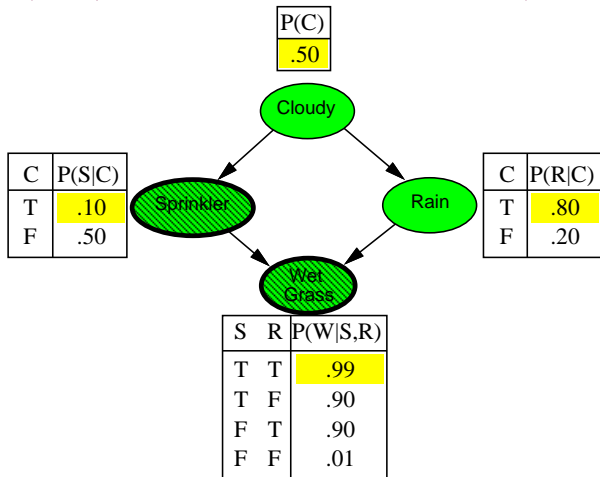 P(C)
.50
Cloudy
C P(S|C)
T .10
F .50
Sprinkler
Rain
C P(R|C)
T .80
F .20
Wet
Grass
S R P(W|S,R)
T T .99
T F .90
F T .90
F F .01